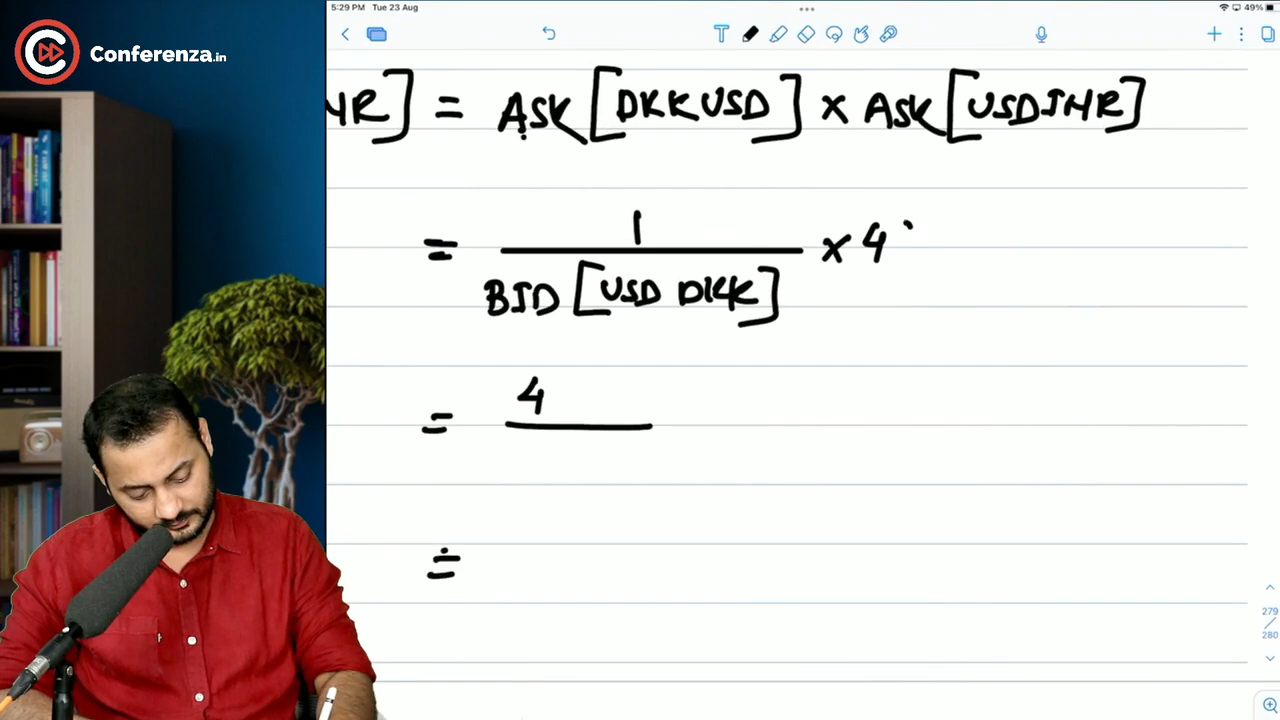 5:29 PM Tue 23 Aug
49%
Conferenza.in
HR] = ASK [DKKUSD] x ASK [USDINR]
= 1
BID [USD DKK]
x 4
= 4
=
279
280